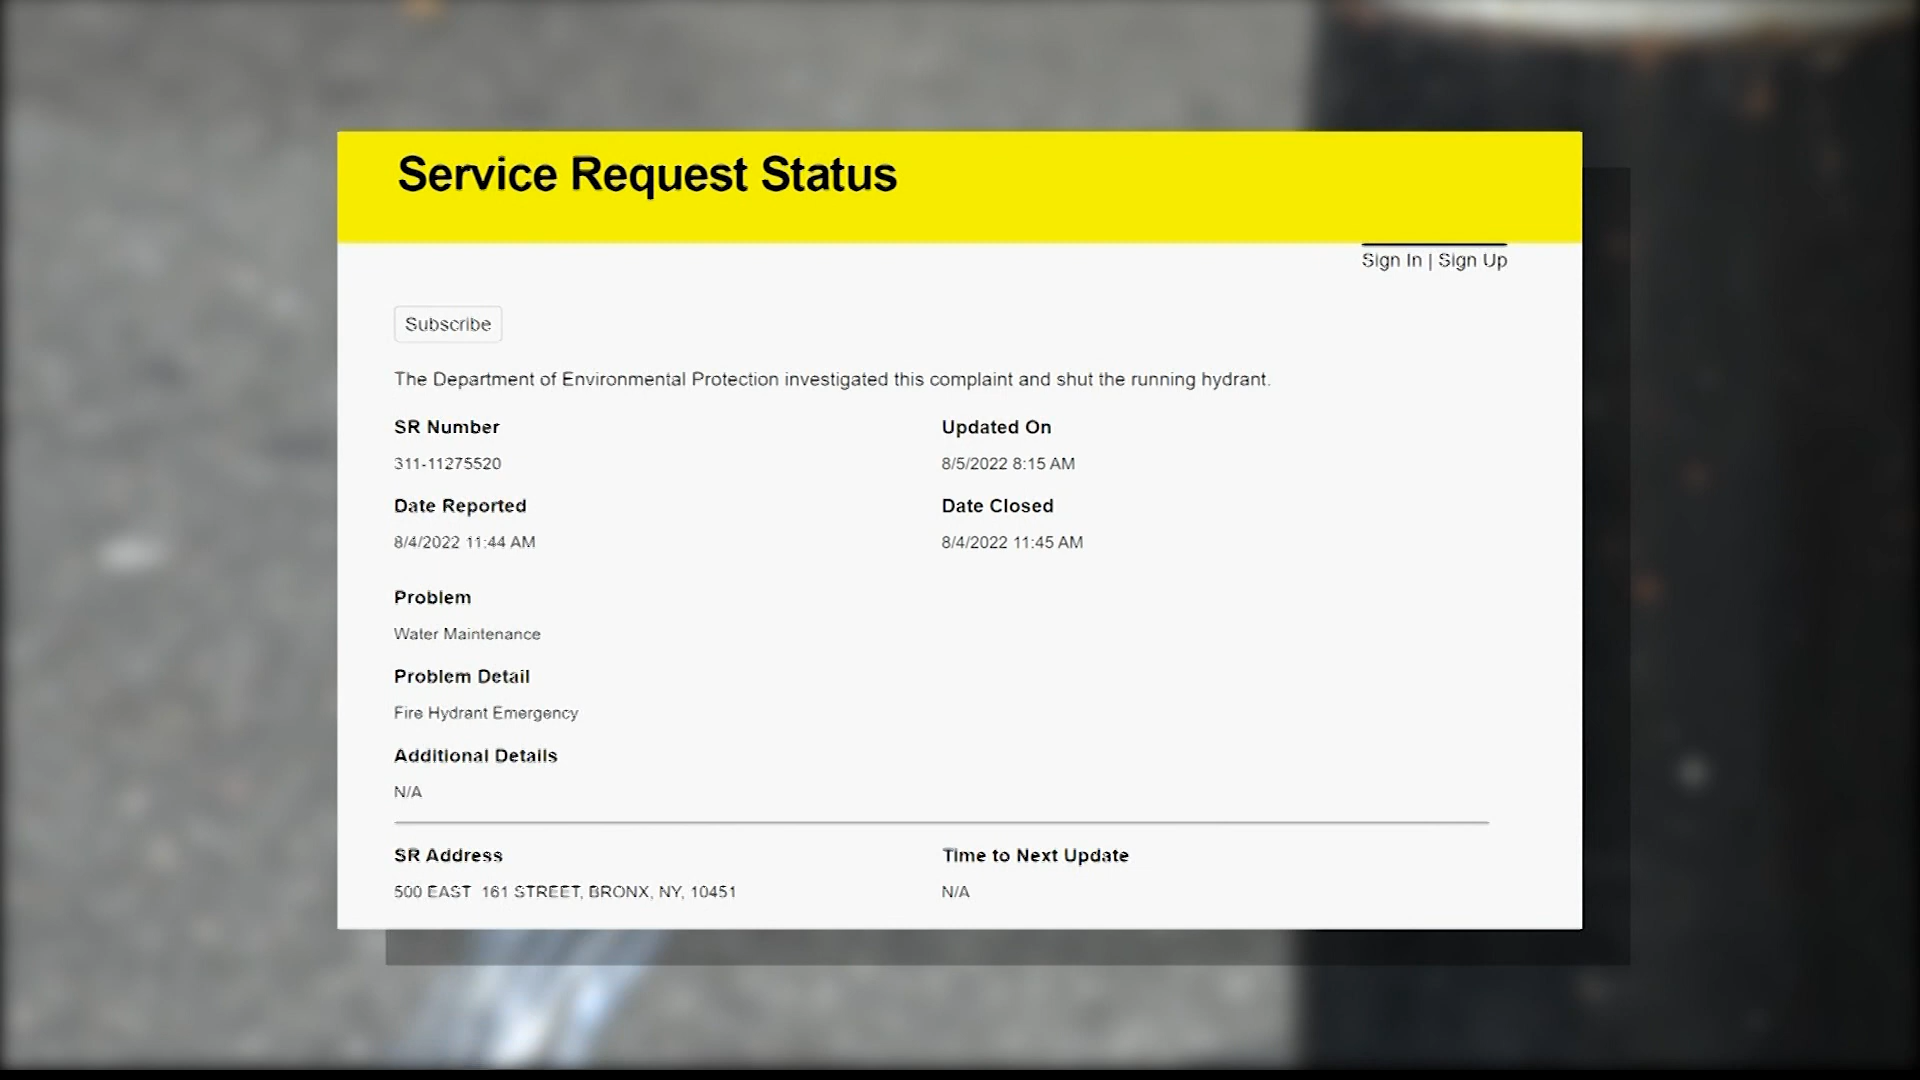 Service Request Status
Sign In | Sign Up
Subscribe
The Department of Environmental Protection investigated this complaint and shut the running hydrant.
SR Number
Updated On
311-11275520
8/5/2022 8:15 AM
Date Reported
Date Closed
8/4/2022 11:44 AM
8/4/2022 11:45 AM
Problem
Water Maintenance
Problem Detail
Fire Hydrant Emergency
Additional Details
N/A
SR Address
Time to Next Update
500 EAST 161 STREET, BRONX, NY, 10451
N/A